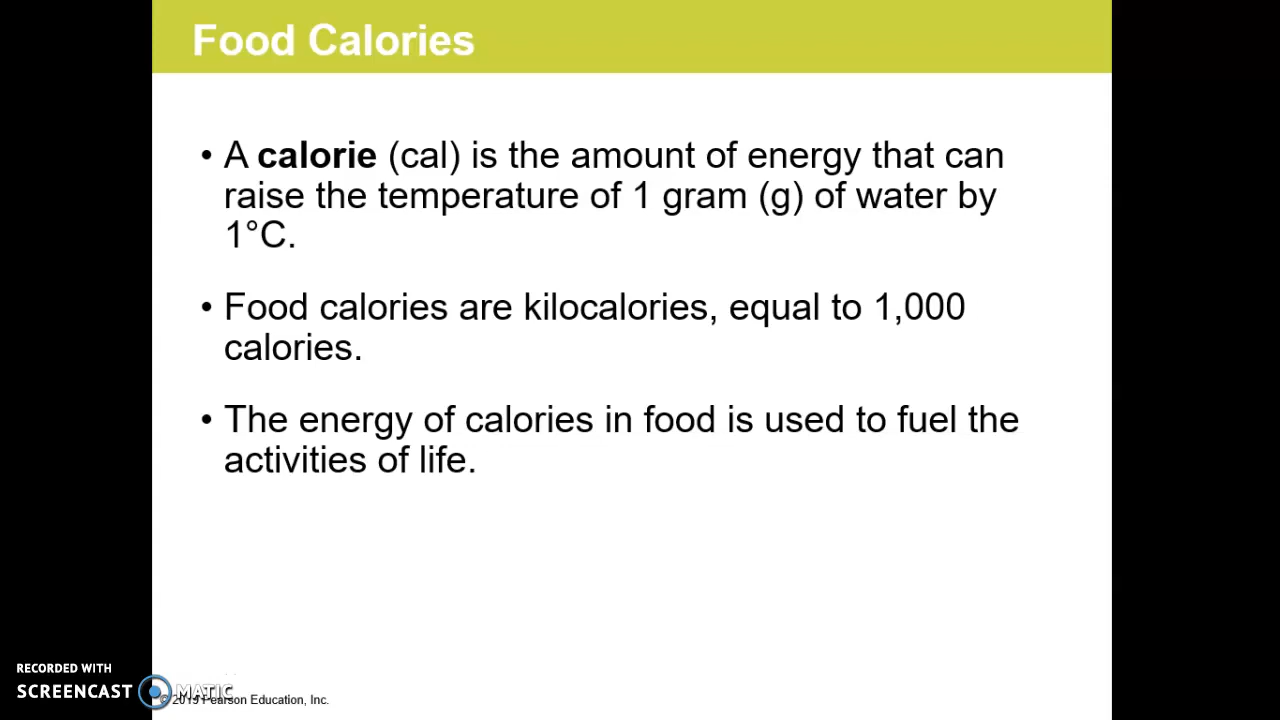 Food Calories
• A calorie (cal) is the amount of energy that can
raise the temperature of 1 gram (g) of water by
1°C.
• Food calories are kilocalories, equal to 1,000
calories.
• The energy of calories in food is used to fuel the
activities of life.
RECORDED WITH
SCREENCAST MATIC
Pearson Education, Inc.